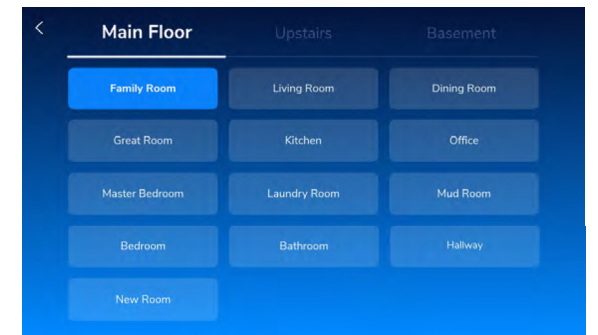 Main Floor Upstairs Basement
Family Room Living Room Dining Room
Great Room Kitchen Office
Master Bedroom Laundry Room Mud Room
Bedroom Bathroom Hallway
New Room